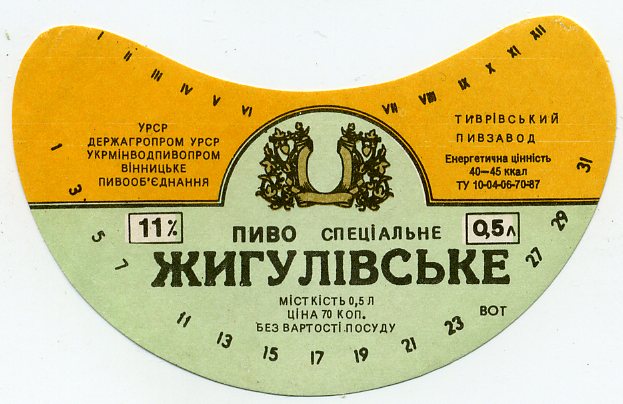 I II III IV V VI VII VIII IX X XI XII
УРСР
ДЕРЖАГРОПРОМ УРСР
УКРМІНВОДПИВОПРОМ
ВІННИЦЬКЕ
ПИВООБ'ЄДНАННЯ
ТИВРІВСЬКИЙ
ПИВЗАВОД
Енергетична цінність
40—45 ккал
ТУ 10-04-06-70-87
11%
ПИВО СПЕЦІАЛЬНЕ
0,5л
ЖИГУЛІВСЬКЕ
МІСТКІСТЬ 0,5 Л
ЦІНА 70 КОП.
БЕЗ ВАРТОСТІ ПОСУДУ
1 3 5 7 11 13 15 17 19 21 23 ВОТ 27 29 31